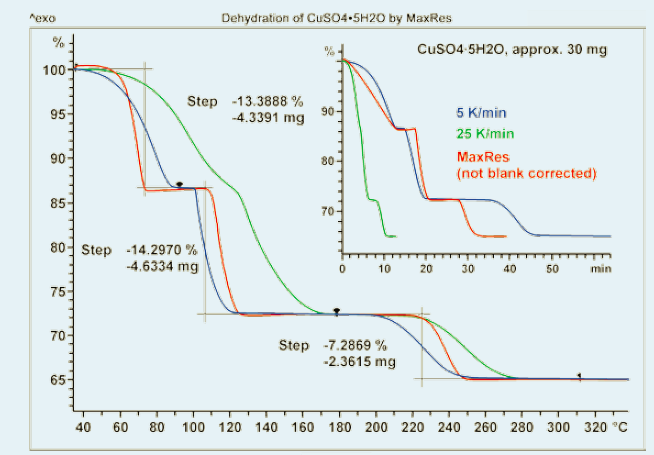 ^exo
Dehydration of CuSO4•5H2O by MaxRes
%
100
95
90
85
80
75
70
65
40 60 80 100 120 140 160 180 200 220 240 260 280 300 320 °C
Step -13.3888 %
-4.3391 mg
Step -14.2970 %
-4.6334 mg
Step -7.2869 %
-2.3615 mg
%
CuSO4·5H2O, approx. 30 mg
90
80
70
5 K/min
25 K/min
MaxRes
(not blank corrected)
0 10 20 30 40 50 min